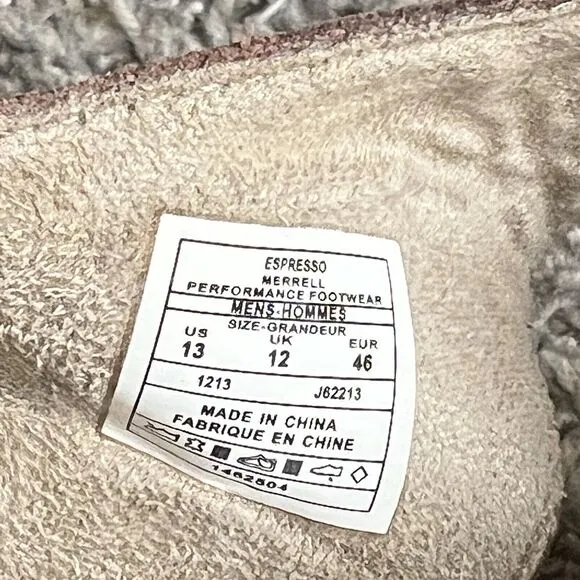 ESPRESSO
MERRELL
PERFORMANCE FOOTWEAR
MENS-HOMMES
SIZE-GRANDEUR
US UK EUR
13 12 46
1213 J62213
MADE IN CHINA
FABRIQUE EN CHINE
1462504